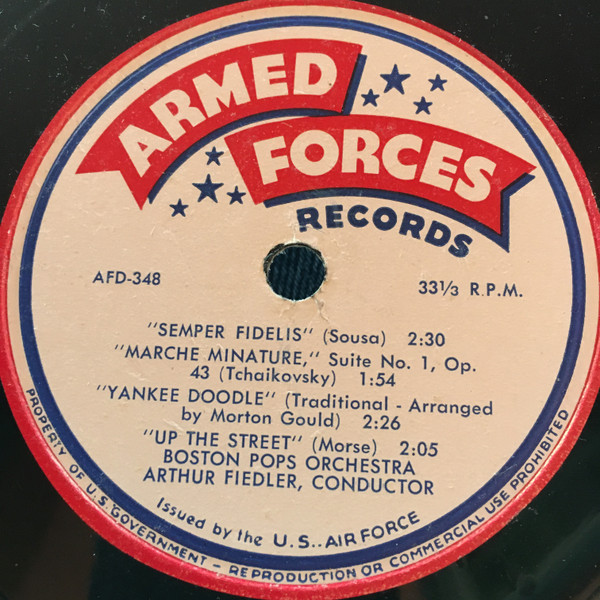 ARMED
FORCES
RECORDS
AFD-348
33⅓ R.P.M.
"SEMPER FIDELIS" (Sousa) 2:30
"MARCHE MINATURE," Suite No. 1, Op.
43 (Tchaikovsky) 1:54
"YANKEE DOODLE" (Traditional - Arranged
by Morton Gould) 2:26
"UP THE STREET" (Morse) 2:05
BOSTON POPS ORCHESTRA
ARTHUR FIEDLER, CONDUCTOR
Issued by the U.S. AIR FORCE
PROPERTY OF U.S. GOVERNMENT - REPRODUCTION OR COMMERCIAL USE PROHIBITED